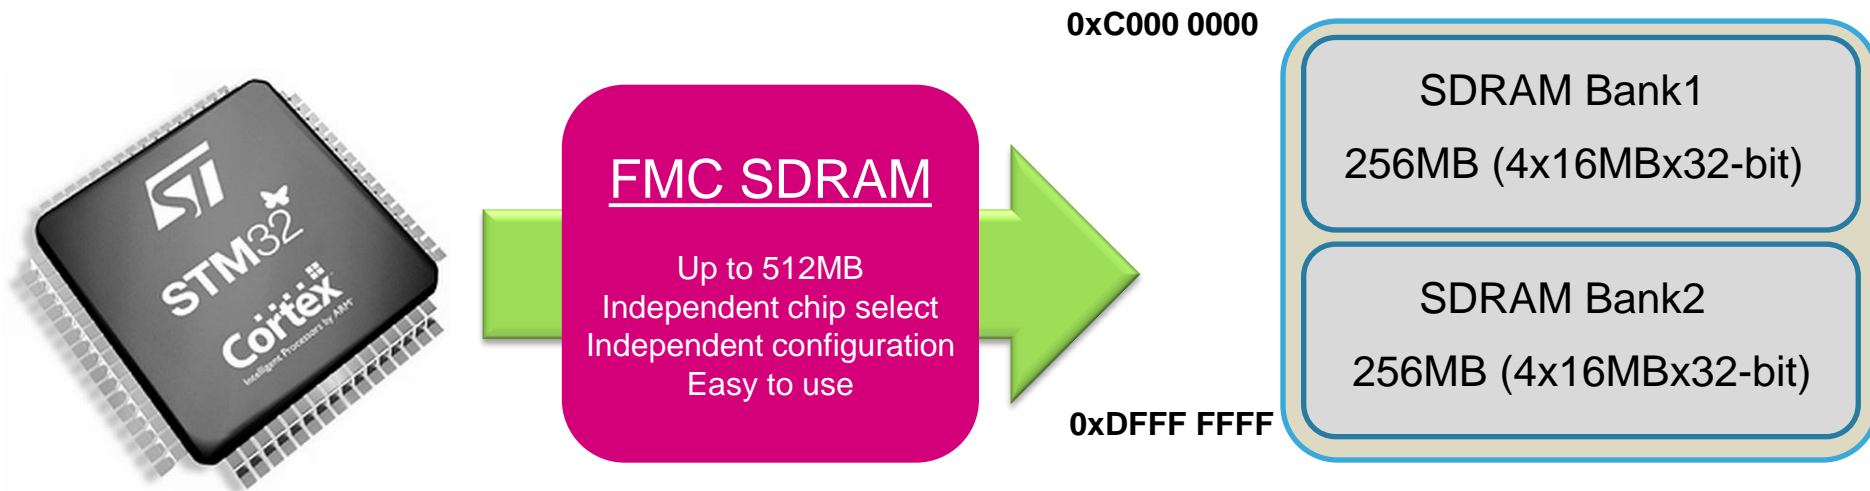 0xC000 0000
ST
STM32
Cortex
Intelligent Processors by ARM
FMC SDRAM
Up to 512MB
Independent chip select
Independent configuration
Easy to use
0xDFFF FFFF
SDRAM Bank1
256MB (4x16MBx32-bit)
SDRAM Bank2
256MB (4x16MBx32-bit)